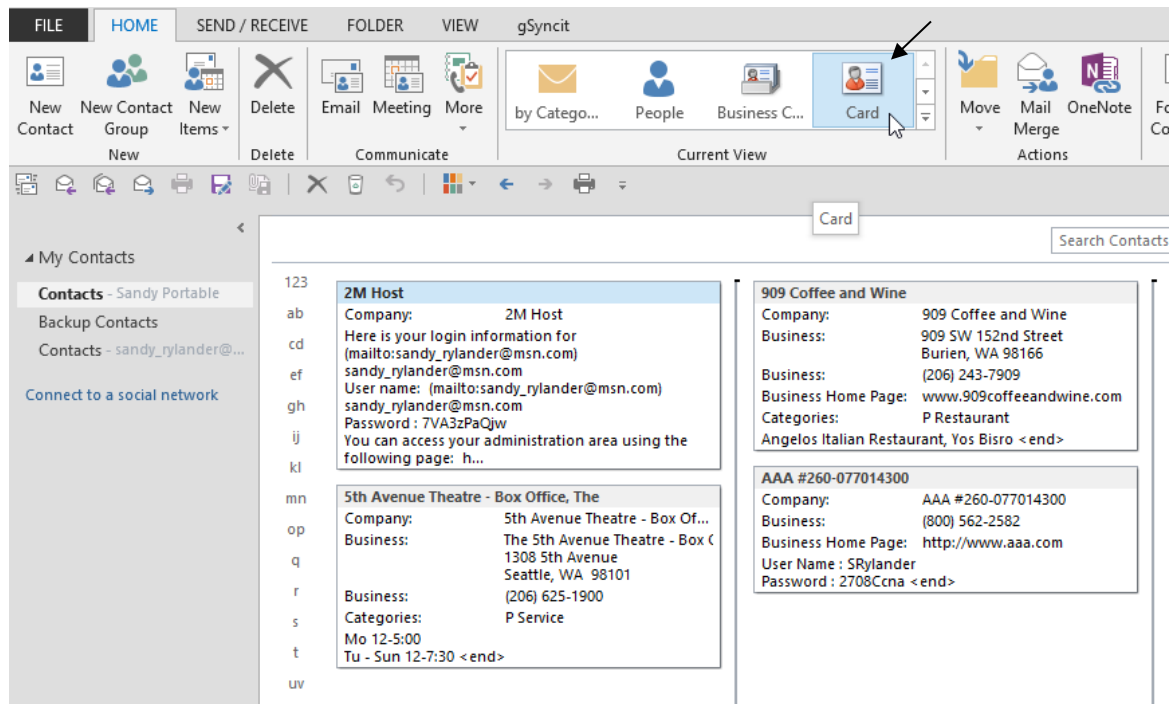 FILE HOME SEND / RECEIVE FOLDER VIEW gSyncit
New Contact
New Contact Group
New Items
Delete
Email
Meeting
More
by Catego...
People
Business C...
Card
Move
Mail Merge
OneNote
New
Delete
Communicate
Current View
Actions
Card
Search Contacts
My Contacts
Contacts - Sandy Portable
Backup Contacts
Contacts - sandy_rylander@...
Connect to a social network
123
ab
cd
ef
gh
ij
kl
mn
op
q
r
s
t
uv
2M Host
Company: 2M Host
Here is your login information for
(mailto:sandy_rylander@msn.com)
sandy_rylander@msn.com
User name: (mailto:sandy_rylander@msn.com)
sandy_rylander@msn.com
Password : 7VA3zPaQjw
You can access your administration area using the
following page: h...
5th Avenue Theatre - Box Office, The
Company: 5th Avenue Theatre - Box Of...
Business: The 5th Avenue Theatre - Box
1308 5th Avenue
Seattle, WA 98101
Business: (206) 625-1900
Categories: P Service
Mo 12-5:00
Tu - Sun 12-7:30 <end>
909 Coffee and Wine
Company: 909 Coffee and Wine
Business: 909 SW 152nd Street
Burien, WA 98166
Business: (206) 243-7909
Business Home Page: www.909coffeeandwine.com
Categories: P Restaurant
Angelos Italian Restaurant, Yos Bisro <end>
AAA #260-077014300
Company: AAA #260-077014300
Business: (800) 562-2582
Business Home Page: http://www.aaa.com
User Name : SRylander
Password : 2708Ccna <end>